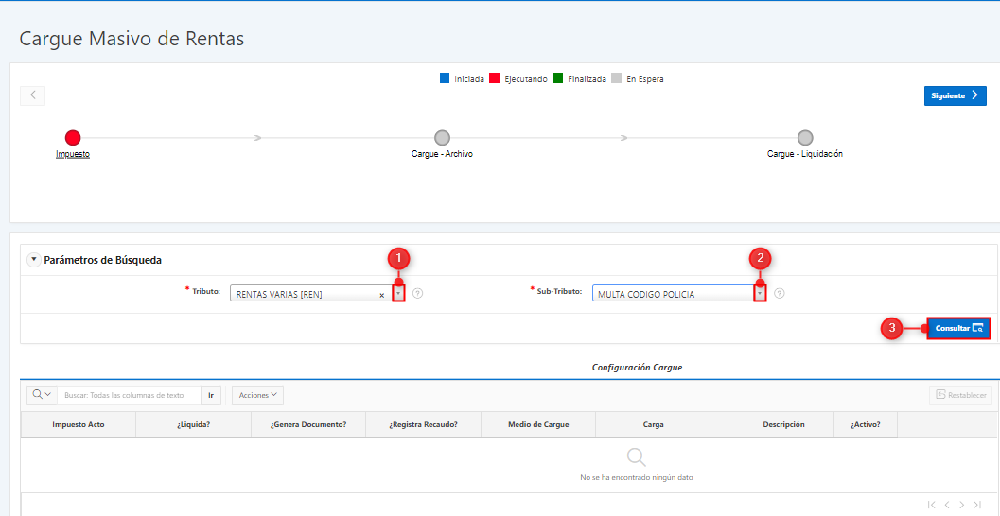 Cargue Masivo de Rentas
Iniciada Ejecutando Finalizada En Espera
Siguiente
Impuesto Cargue - Archivo Cargue - Liquidación
Parámetros de Búsqueda
1 2
* Tributo: RENTAS VARIAS [REN] × ? * Sub-Tributo: MULTA CODIGO POLICIA ?
3 Consultar
Configuración Cargue
Buscar: Todas las columnas de texto Ir Acciones Restablecer
Impuesto Acto ¿Liquida? ¿Genera Documento? ¿Registra Recaudo? Medio de Cargue Carga Descripción ¿Activo?
No se ha encontrado ningún dato